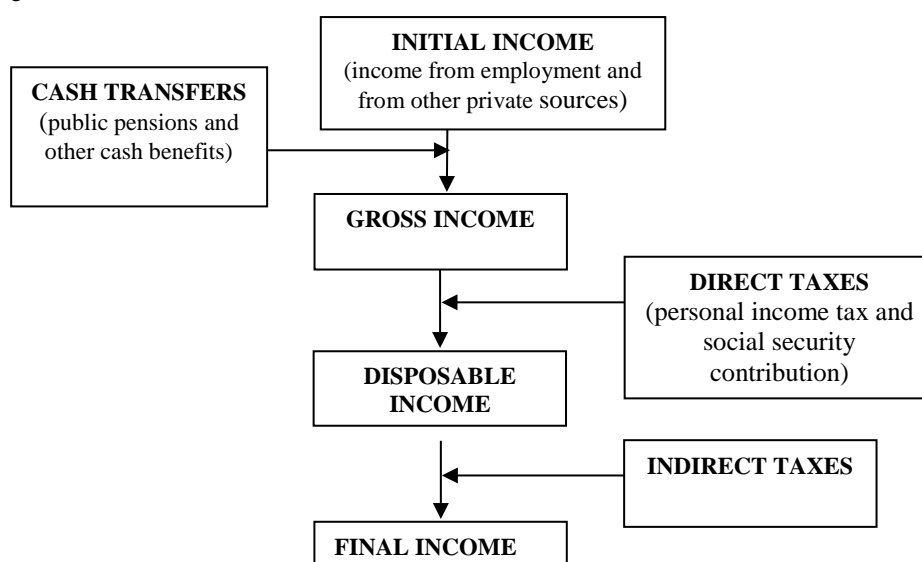 INITIAL INCOME
(income from employment and
from other private sources)
CASH TRANSFERS
(public pensions and
other cash benefits)
GROSS INCOME
DIRECT TAXES
(personal income tax and
social security
contribution)
DISPOSABLE
INCOME
INDIRECT TAXES
FINAL INCOME